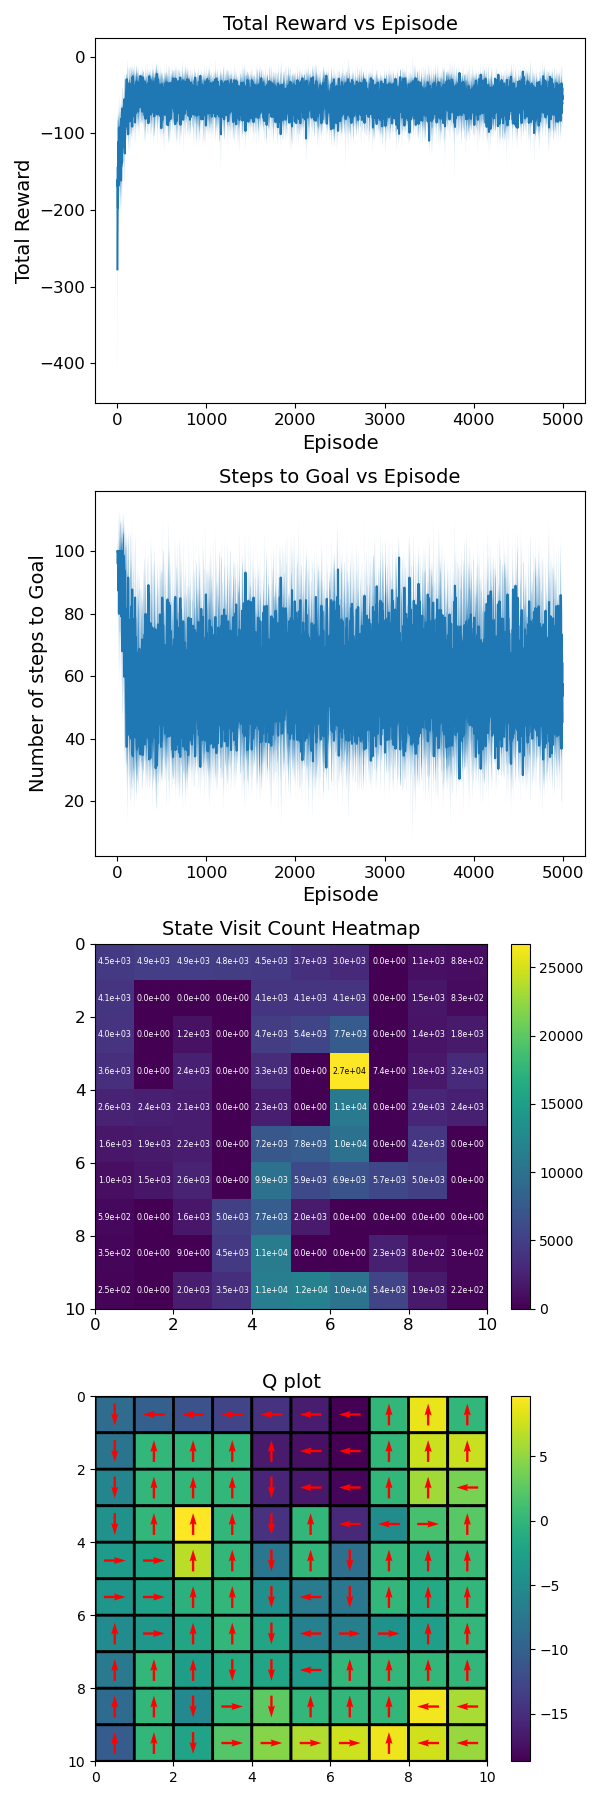 Total Reward vs Episode
0
−100
−200
−300
−400
Total Reward
0 1000 2000 3000 4000 5000
Episode
Steps to Goal vs Episode
100
80
60
40
20
Number of steps to Goal
0 1000 2000 3000 4000 5000
Episode
State Visit Count Heatmap
4.5e+03 4.9e+03 4.9e+03 4.8e+03 4.5e+03 3.7e+03 3.0e+03 0.0e+00 1.1e+03 8.8e+02
4.1e+03 0.0e+00 0.0e+00 0.0e+00 4.1e+03 4.1e+03 4.1e+03 0.0e+00 1.5e+03 8.3e+02
4.0e+03 0.0e+00 1.2e+03 0.0e+00 4.7e+03 5.4e+03 7.7e+03 0.0e+00 1.4e+03 1.8e+03
3.6e+03 0.0e+00 2.4e+03 0.0e+00 3.3e+03 0.0e+00 2.7e+04 7.4e+01 1.8e+03 3.2e+03
2.6e+03 2.4e+03 2.1e+03 0.0e+00 2.3e+03 0.0e+00 1.1e+04 0.0e+00 2.9e+03 2.4e+03
1.6e+03 1.9e+03 2.2e+03 0.0e+00 7.2e+03 7.8e+03 1.0e+04 0.0e+00 4.2e+03 0.0e+00
1.0e+03 1.5e+03 2.6e+03 0.0e+00 9.9e+03 5.9e+03 6.9e+03 5.7e+03 5.0e+03 0.0e+00
5.9e+02 0.0e+00 1.6e+03 5.0e+03 7.7e+03 2.0e+03 0.0e+00 0.0e+00 0.0e+00 0.0e+00
3.5e+02 0.0e+00 9.0e+00 4.5e+03 1.1e+04 0.0e+00 0.0e+00 2.3e+03 8.0e+02 3.0e+02
2.5e+02 0.0e+00 2.0e+03 3.5e+03 1.1e+04 1.2e+04 1.0e+04 5.4e+03 1.9e+03 2.2e+02
0
2
4
6
8
10
0 2 4 6 8 10
25000
20000
15000
10000
5000
0
Q plot
0
2
4
6
8
10
0 2 4 6 8 10
5
0
−5
−10
−15